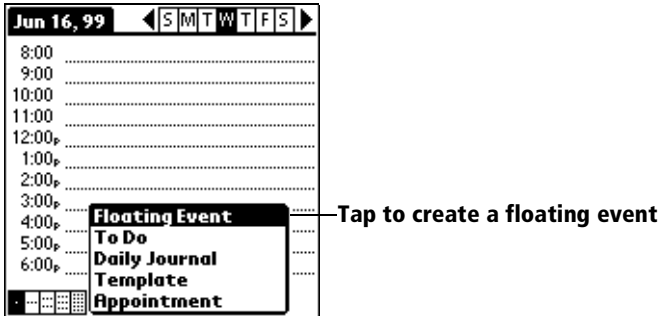 Jun 16, 99 S M T W T F S
8:00
9:00
10:00
11:00
12:00p
1:00p
2:00p
3:00p
4:00p
5:00p
6:00p
Floating Event
To Do
Daily Journal
Template
Appointment
Tap to create a floating event